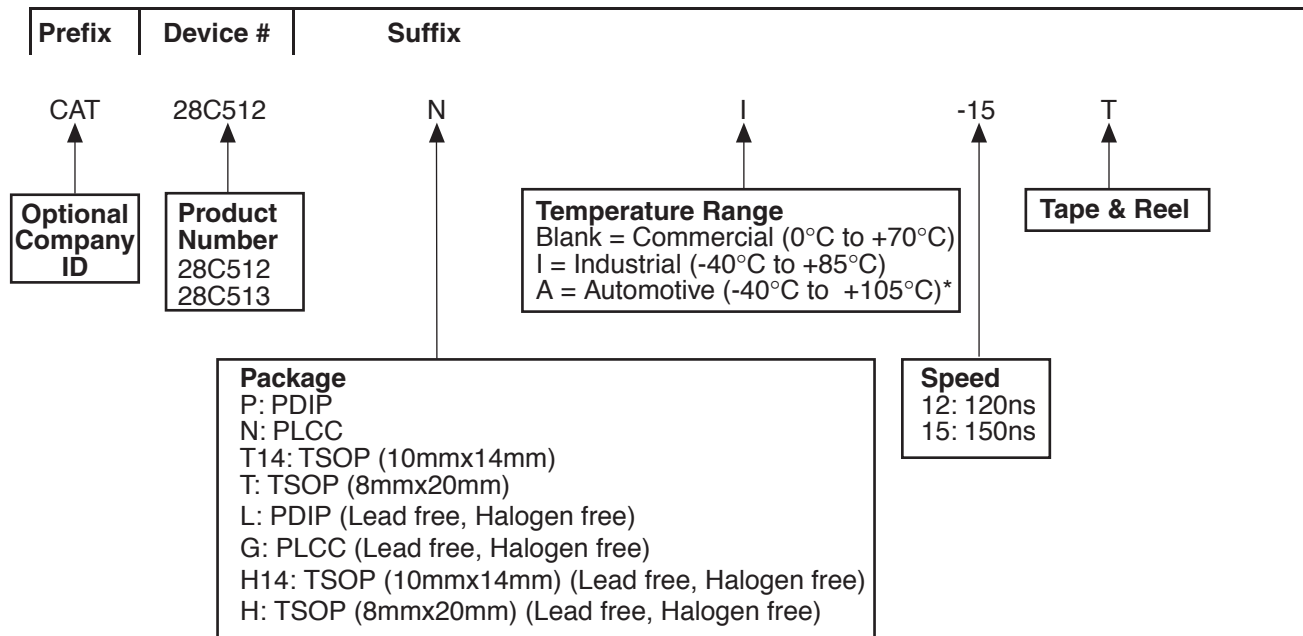 Prefix Device # Suffix
CAT 28C512 N I -15 T
Optional
Company
ID
Product
Number
28C512
28C513
Temperature Range
Blank = Commercial (0°C to +70°C)
I = Industrial (-40°C to +85°C)
A = Automotive (-40°C to +105°C)*
Tape & Reel
Package
P: PDIP
N: PLCC
T14: TSOP (10mmx14mm)
T: TSOP (8mmx20mm)
L: PDIP (Lead free, Halogen free)
G: PLCC (Lead free, Halogen free)
H14: TSOP (10mmx14mm) (Lead free, Halogen free)
H: TSOP (8mmx20mm) (Lead free, Halogen free)
Speed
12: 120ns
15: 150ns